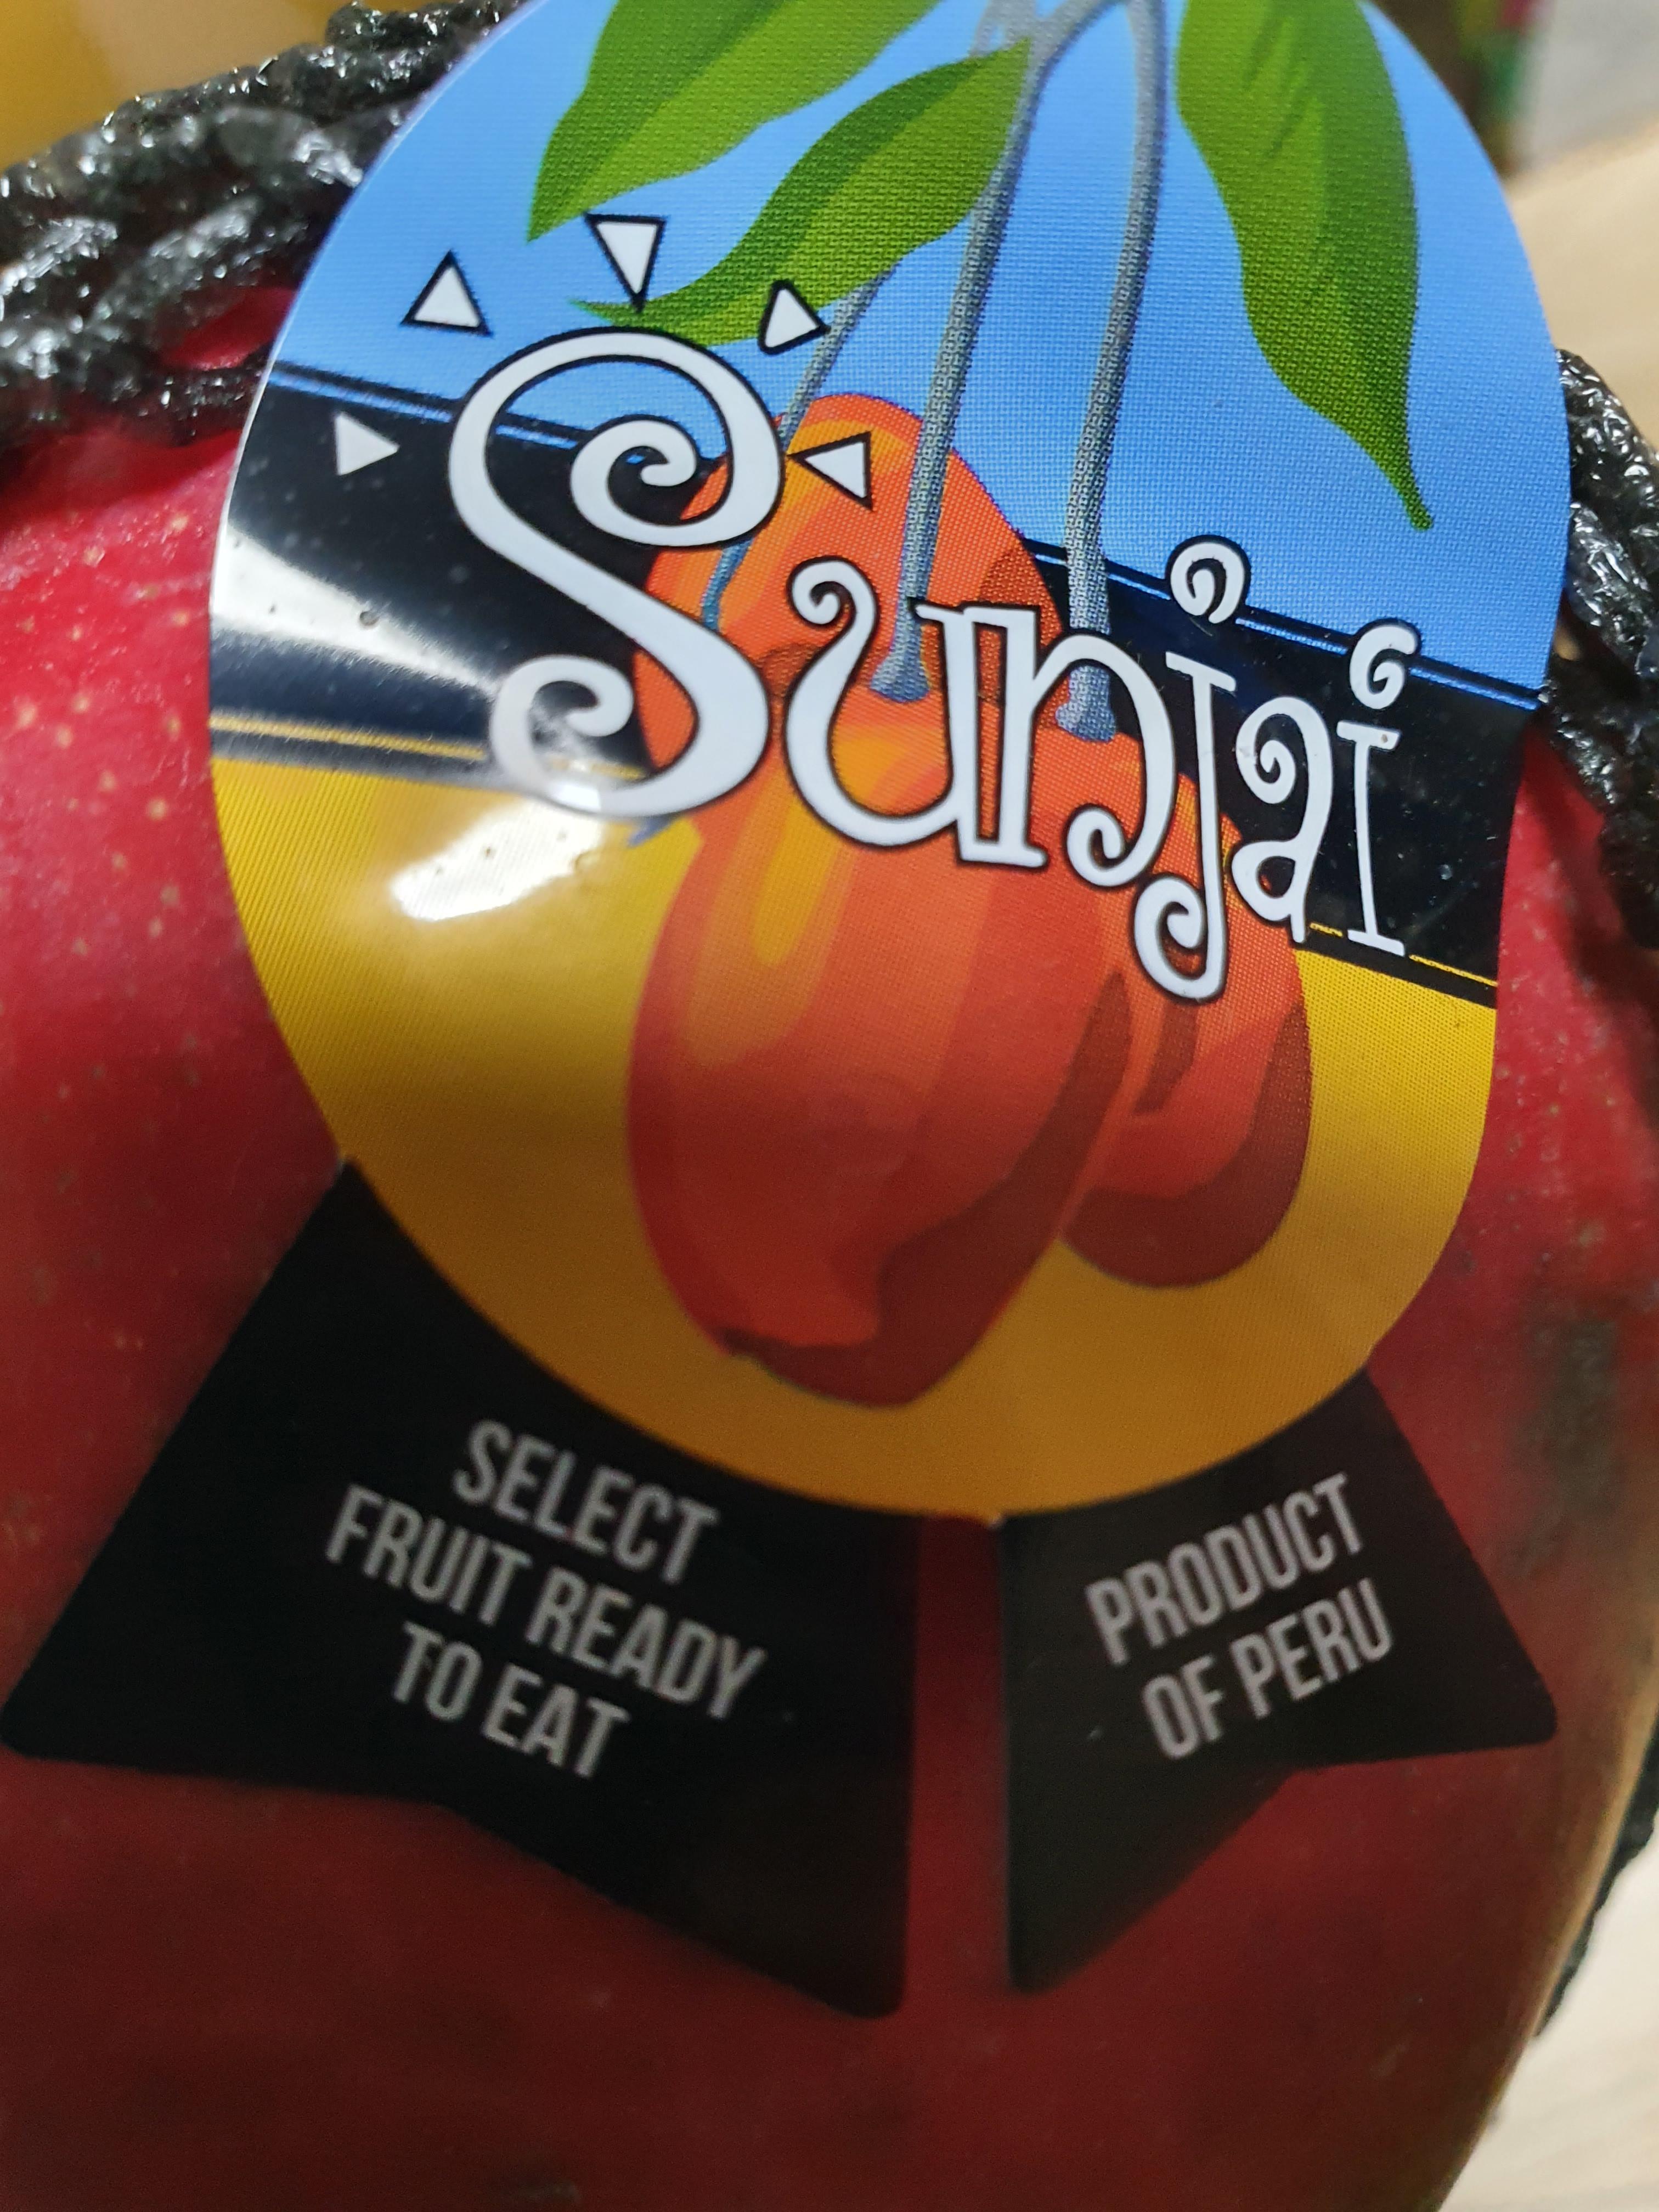 Sunjai
SELECT
FRUIT READY
TO EAT
PRODUCT
OF PERU